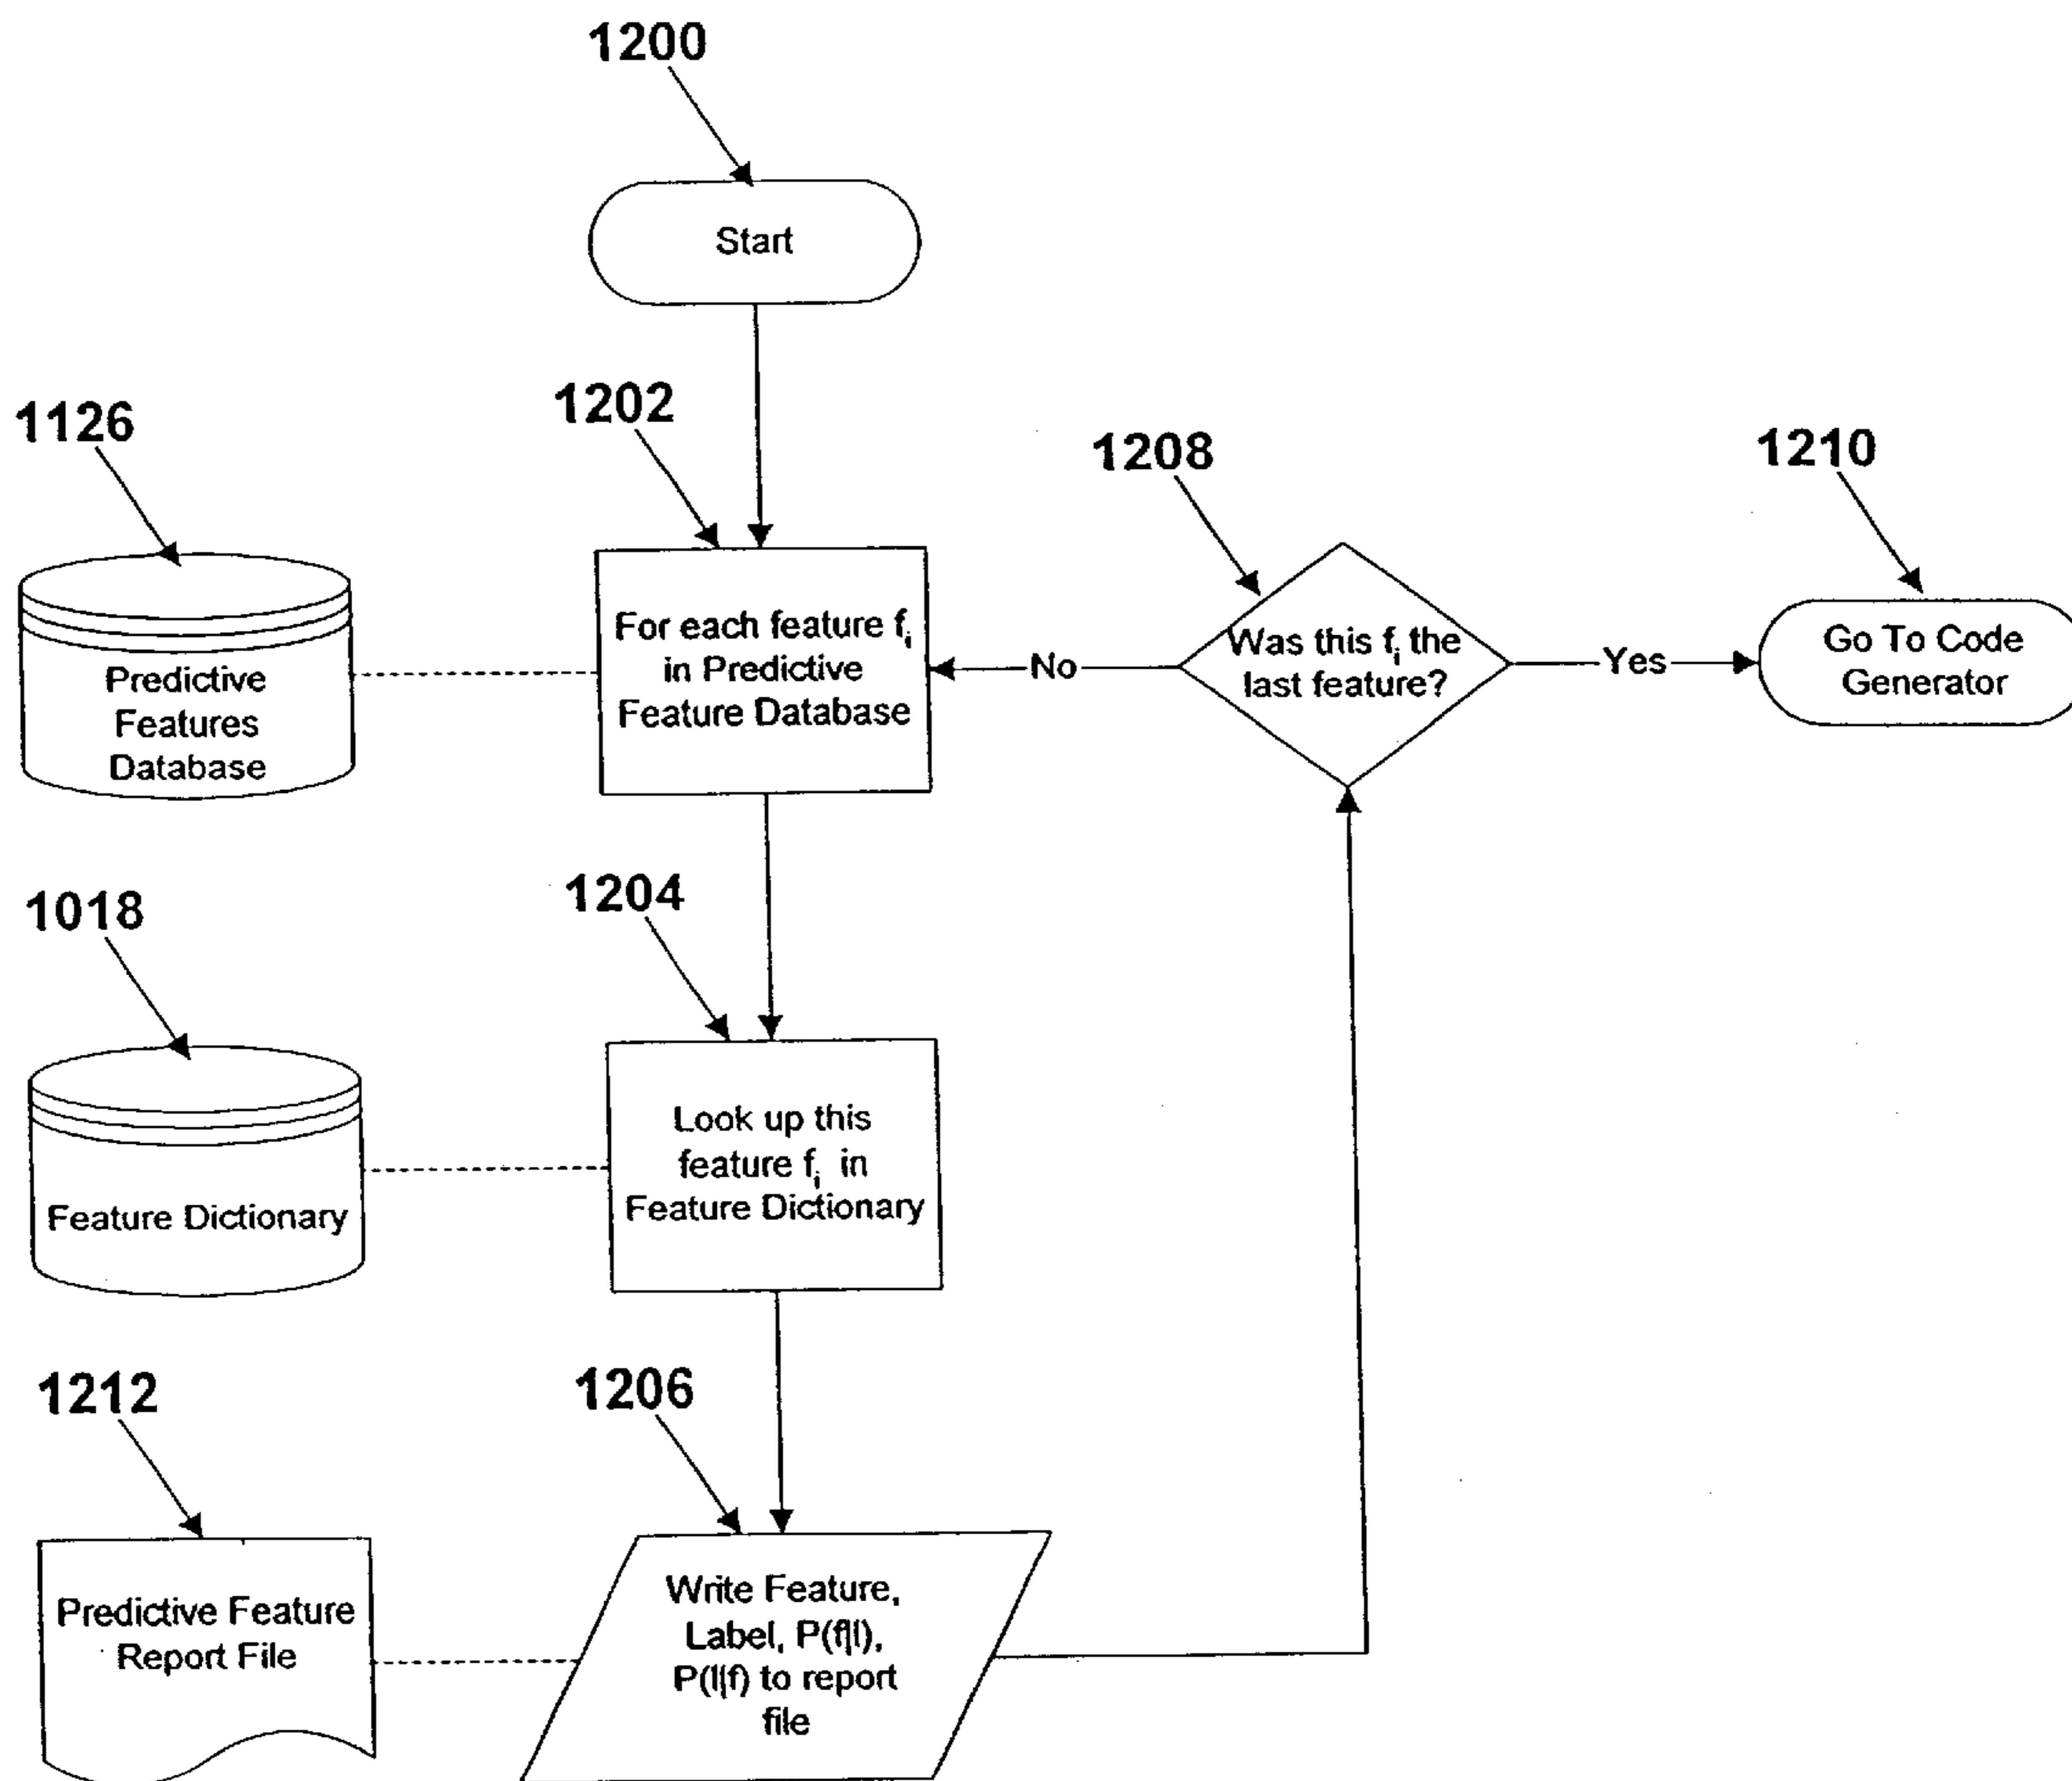 1200
Start
1126
1202
1208
1210
Predictive
Features
Database
For each feature fi
in Predictive
Feature Database
No
Was this fi the
last feature?
Yes
Go To Code
Generator
1018
1204
Feature Dictionary
Look up this
feature fi in
Feature Dictionary
1212
1206
Predictive Feature
Report File
Write Feature,
Label, P(f|l),
P(l|f) to report
file